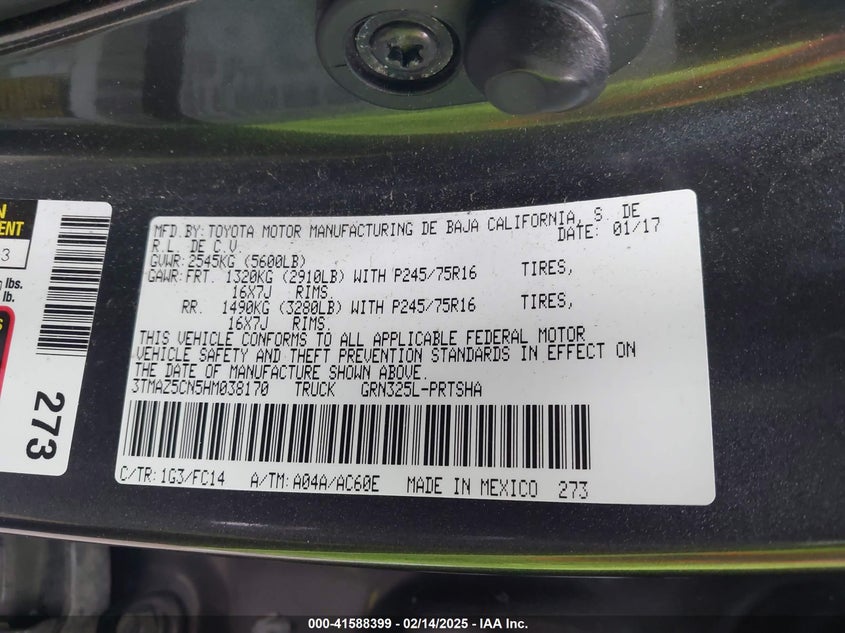 N
ENT
3
lbs.
lb.
S
273
MFD. BY: TOYOTA MOTOR MANUFACTURING DE BAJA CALIFORNIA, S. DE
R.L. DE C.V. DATE: 01/17
GVWR: 2545KG (5600LB)
GAWR: FRT. 1320KG (2910LB) WITH P245/75R16 TIRES,
16X7J RIMS.
RR. 1490KG (3280LB) WITH P245/75R16 TIRES,
16X7J RIMS.
THIS VEHICLE CONFORMS TO ALL APPLICABLE FEDERAL MOTOR
VEHICLE SAFETY AND THEFT PREVENTION STANDARDS IN EFFECT ON
THE DATE OF MANUFACTURE SHOWN ABOVE.
3TMAZ5CN5HM038170 TRUCK GRN325L-PRTSHA
C/TR: 1G3/FC14 A/TM: A04A/AC60E MADE IN MEXICO 273
000-41588399 - 02/14/2025 - IAA Inc.